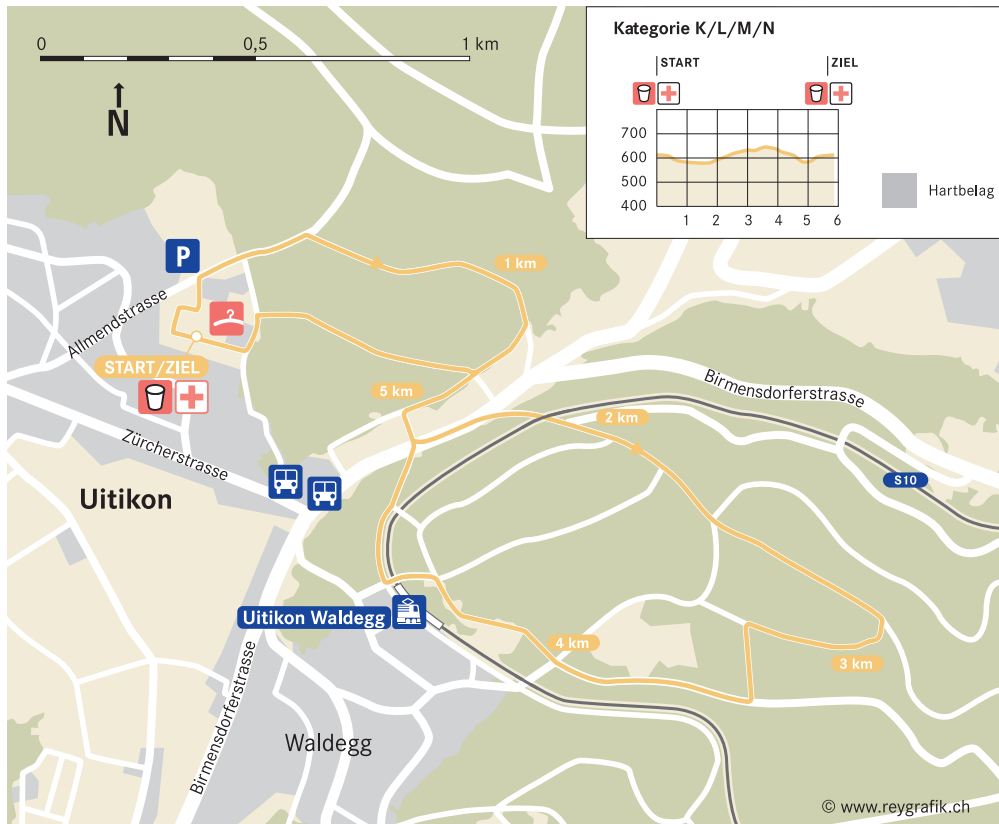 0 0,5 1 km
N
Kategorie K/L/M/N
START ZIEL
700
600
500
400
1 2 3 4 5 6
Hartbelag
P
1 km
Allmendstrasse
START/ZIEL
5 km
Birmensdorferstrasse
2 km
Zürcherstrasse
Uitikon
S10
Uitikon Waldegg
4 km
3 km
Birmensdorferstrasse
Waldegg
© www.reygrafik.ch